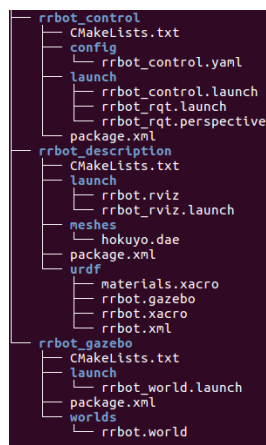 rrbot_control
CMakeLists.txt
config
rrbot_control.yaml
launch
rrbot_control.launch
rrbot_rqt.launch
rrbot_rqt.perspective
package.xml
rrbot_description
CMakeLists.txt
launch
rrbot.rviz
rrbot_rviz.launch
meshes
hokuyo.dae
package.xml
urdf
materials.xacro
rrbot.gazebo
rrbot.xacro
rrbot.xml
rrbot_gazebo
CMakeLists.txt
launch
rrbot_world.launch
package.xml
worlds
rrbot.world